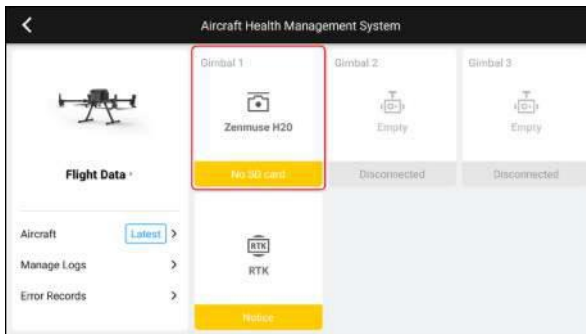 Aircraft Health Management System
Gimbal 1
Gimbal 2
Gimbal 3
Zenmuse H20
Empty
Empty
No SD card
Disconnected
Disconnected
Flight Data
Aircraft
Latest
Manage Logs
Error Records
RTK
RTK
Notice